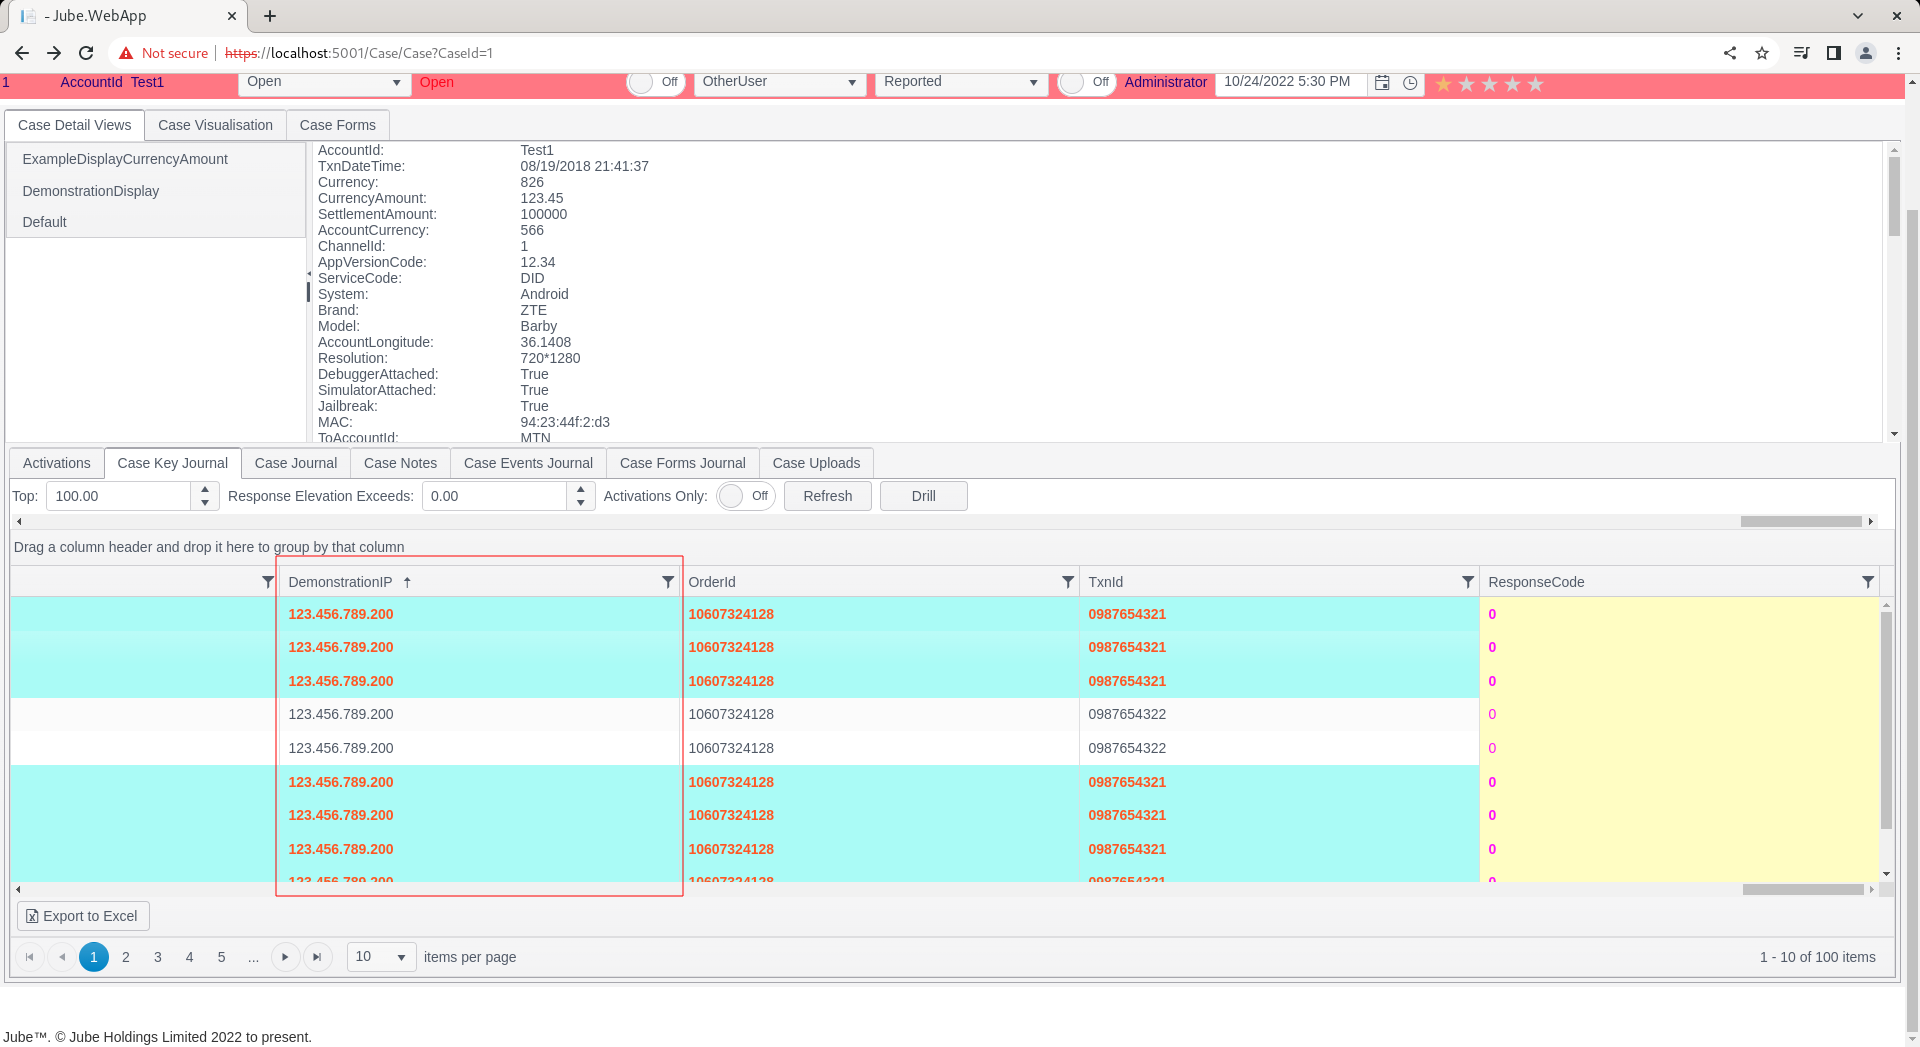 - Jube.WebApp
Not secure https://localhost:5001/Case/Case?CaseId=1
1 AccountId Test1 Open Open Off OtherUser Reported Off Administrator 10/24/2022 5:30 PM
Case Detail Views Case Visualisation Case Forms
ExampleDisplayCurrencyAmount
DemonstrationDisplay
Default
AccountId: Test1
TxnDateTime: 08/19/2018 21:41:37
Currency: 826
CurrencyAmount: 123.45
SettlementAmount: 100000
AccountCurrency: 566
ChannelId: 1
AppVersionCode: 12.34
ServiceCode: DID
System: Android
Brand: ZTE
Model: Barby
AccountLongitude: 36.1408
Resolution: 720*1280
DebuggerAttached: True
SimulatorAttached: True
Jailbreak: True
MAC: 94:23:44f:2:d3
ToAccountId: MTN
Activations Case Key Journal Case Journal Case Notes Case Events Journal Case Forms Journal Case Uploads
Top: 100.00 Response Elevation Exceeds: 0.00 Activations Only: Off Refresh Drill
Drag a column header and drop it here to group by that column
DemonstrationIP OrderId TxnId ResponseCode
123.456.789.200 10607324128 0987654321 0
123.456.789.200 10607324128 0987654321 0
123.456.789.200 10607324128 0987654321 0
123.456.789.200 10607324128 0987654322 0
123.456.789.200 10607324128 0987654322 0
123.456.789.200 10607324128 0987654321 0
123.456.789.200 10607324128 0987654321 0
123.456.789.200 10607324128 0987654321 0
123.456.789.200 10607324128 0987654321 0
Export to Excel
1 2 3 4 5 ... 10 items per page 1 - 10 of 100 items
Jube™. © Jube Holdings Limited 2022 to present.